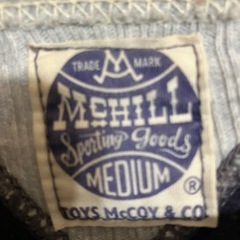 TRADE M MARK
McHILL
Sporting Goods
MEDIUM
®
TOYS McCOY & CO